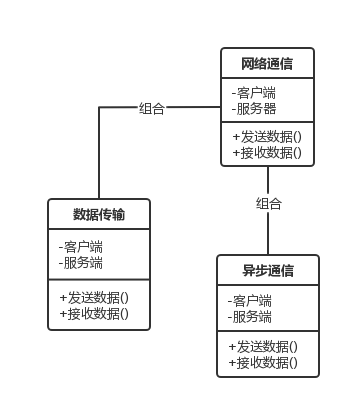 网络通信
-客户端
-服务器
+发送数据()
+接收数据()
组合
组合
数据传输
-客户端
-服务端
+发送数据()
+接收数据()
异步通信
-客户端
-服务端
+发送数据()
+接收数据()